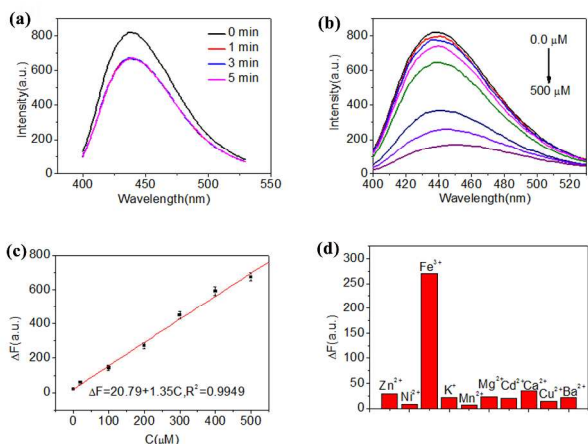 (a)
0 min
1 min
3 min
5 min
Intensity(a.u.)
800
600
400
200
0
400
450
500
550
Wavelength(nm)
(b)
0.0 μM
500 μM
Intensity(a.u.)
800
600
400
200
0
400
420
440
460
480
500
520
Wavelength(nm)
(c)
ΔF(a.u.)
800
600
400
200
0
ΔF=20.79+1.35C,R²=0.9949
0
100
200
300
400
500
C(μM)
(d)
ΔF(a.u.)
300
250
200
150
100
50
0
Zn²⁺
Ni²⁺
Fe³⁺
K⁺
Mn²⁺
Mg²⁺
Cd²⁺
Ca²⁺
Cu²⁺
Ba²⁺